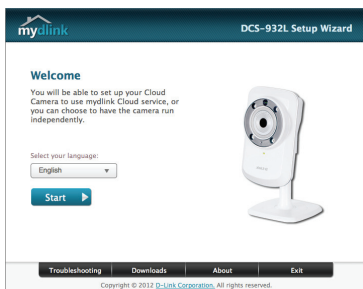 mydlink
DCS-932L Setup Wizard
Welcome
You will be able to set up your Cloud
Camera to use mydlink Cloud service, or
you can choose to have the camera run
independently.
Select your language:
English
Start
Troubleshooting Downloads About Exit
Copyright © 2012 D-Link Corporation. All rights reserved.